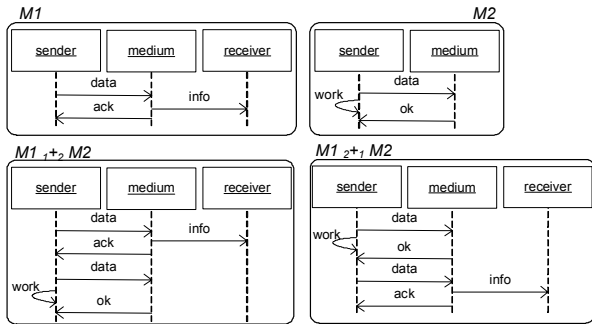 M1
sender medium receiver
data
ack info
M2
sender medium
data
work
ok
M1 ₁+₂ M2
sender medium receiver
data
ack info
data
work
ok
M1 ₂+₁ M2
sender medium receiver
data
work
ok
data info
ack